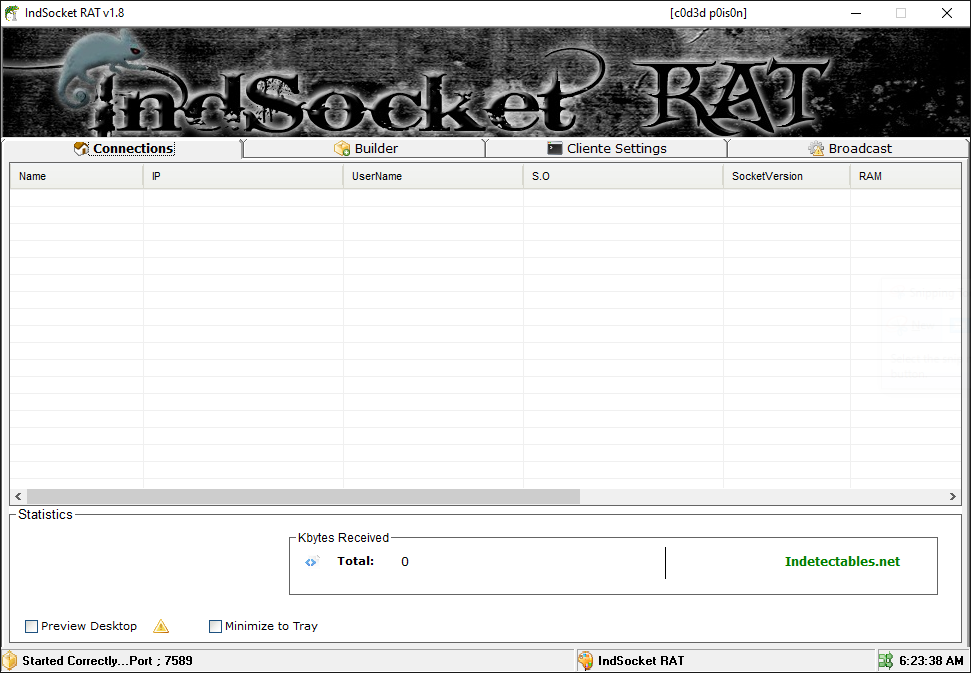 IndSocket RAT v1.8 [c0d3d p0is0n]
IndSocket RAT
Connections Builder Cliente Settings Broadcast
Name IP UserName S.O SocketVersion RAM
Statistics
Kbytes Received
Total: 0 Indetectables.net
Preview Desktop Minimize to Tray
Started Correctly...Port ; 7589 IndSocket RAT 6:23:38 AM